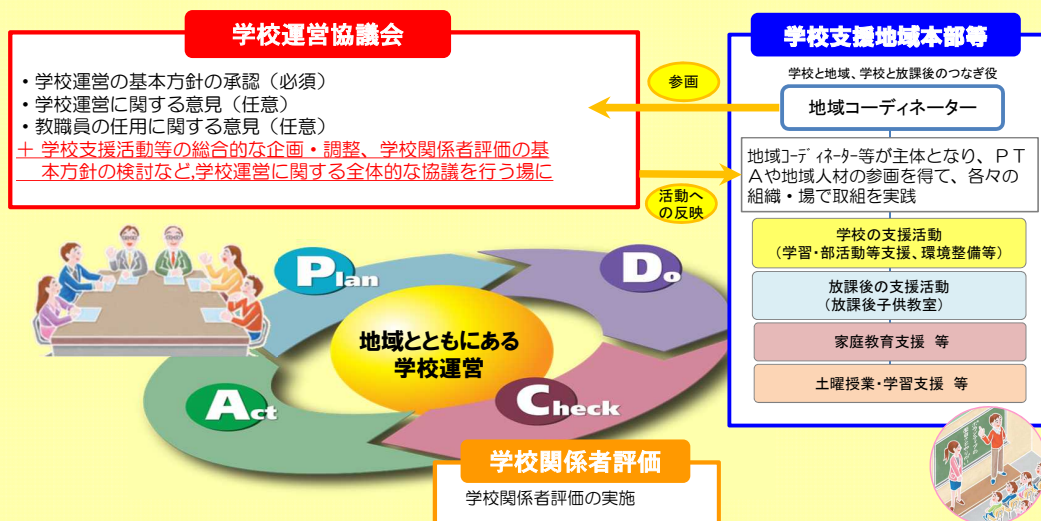 学校運営協議会
・学校運営の基本方針の承認（必須）
・学校運営に関する意見（任意）
・教職員の任用に関する意見（任意）
＋ 学校支援活動等の総合的な企画・調整、学校関係者評価の基
本方針の検討など,学校運営に関する全体的な協議を行う場に
参画
活動へ
の反映
学校支援地域本部等
学校と地域、学校と放課後のつなぎ役
地域コーディネーター
地域ｺｰﾃﾞｨﾈｰﾀｰ等が主体となり、ＰＴ
Ａや地域人材の参画を得て、各々の
組織・場で取組を実践
学校の支援活動
（学習・部活動等支援、環境整備等）
放課後の支援活動
（放課後子供教室）
家庭教育支援 等
土曜授業・学習支援 等
Plan
Do
地域とともにある
学校運営
Act
Check
学校関係者評価
学校関係者評価の実施